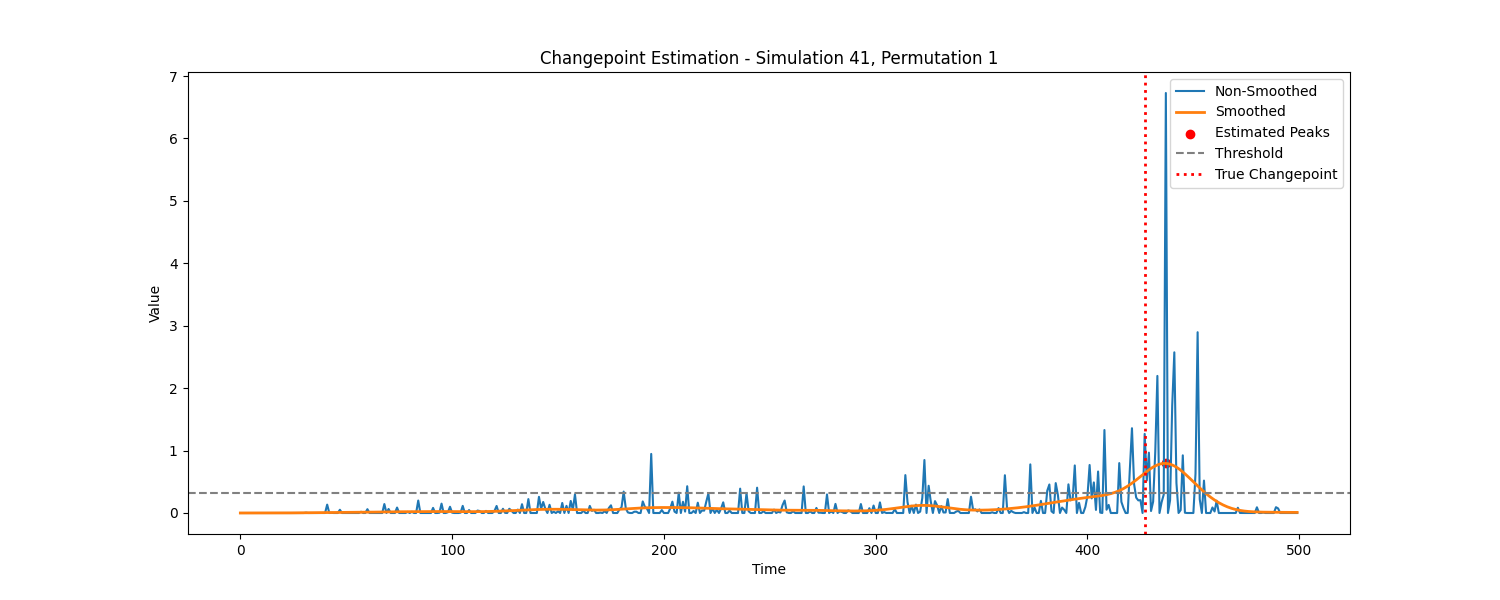 Changepoint Estimation - Simulation 41, Permutation 1
7
6
5
4
3
2
1
0
Value
0 100 200 300 400 500
Time
Non-Smoothed
Smoothed
Estimated Peaks
Threshold
True Changepoint